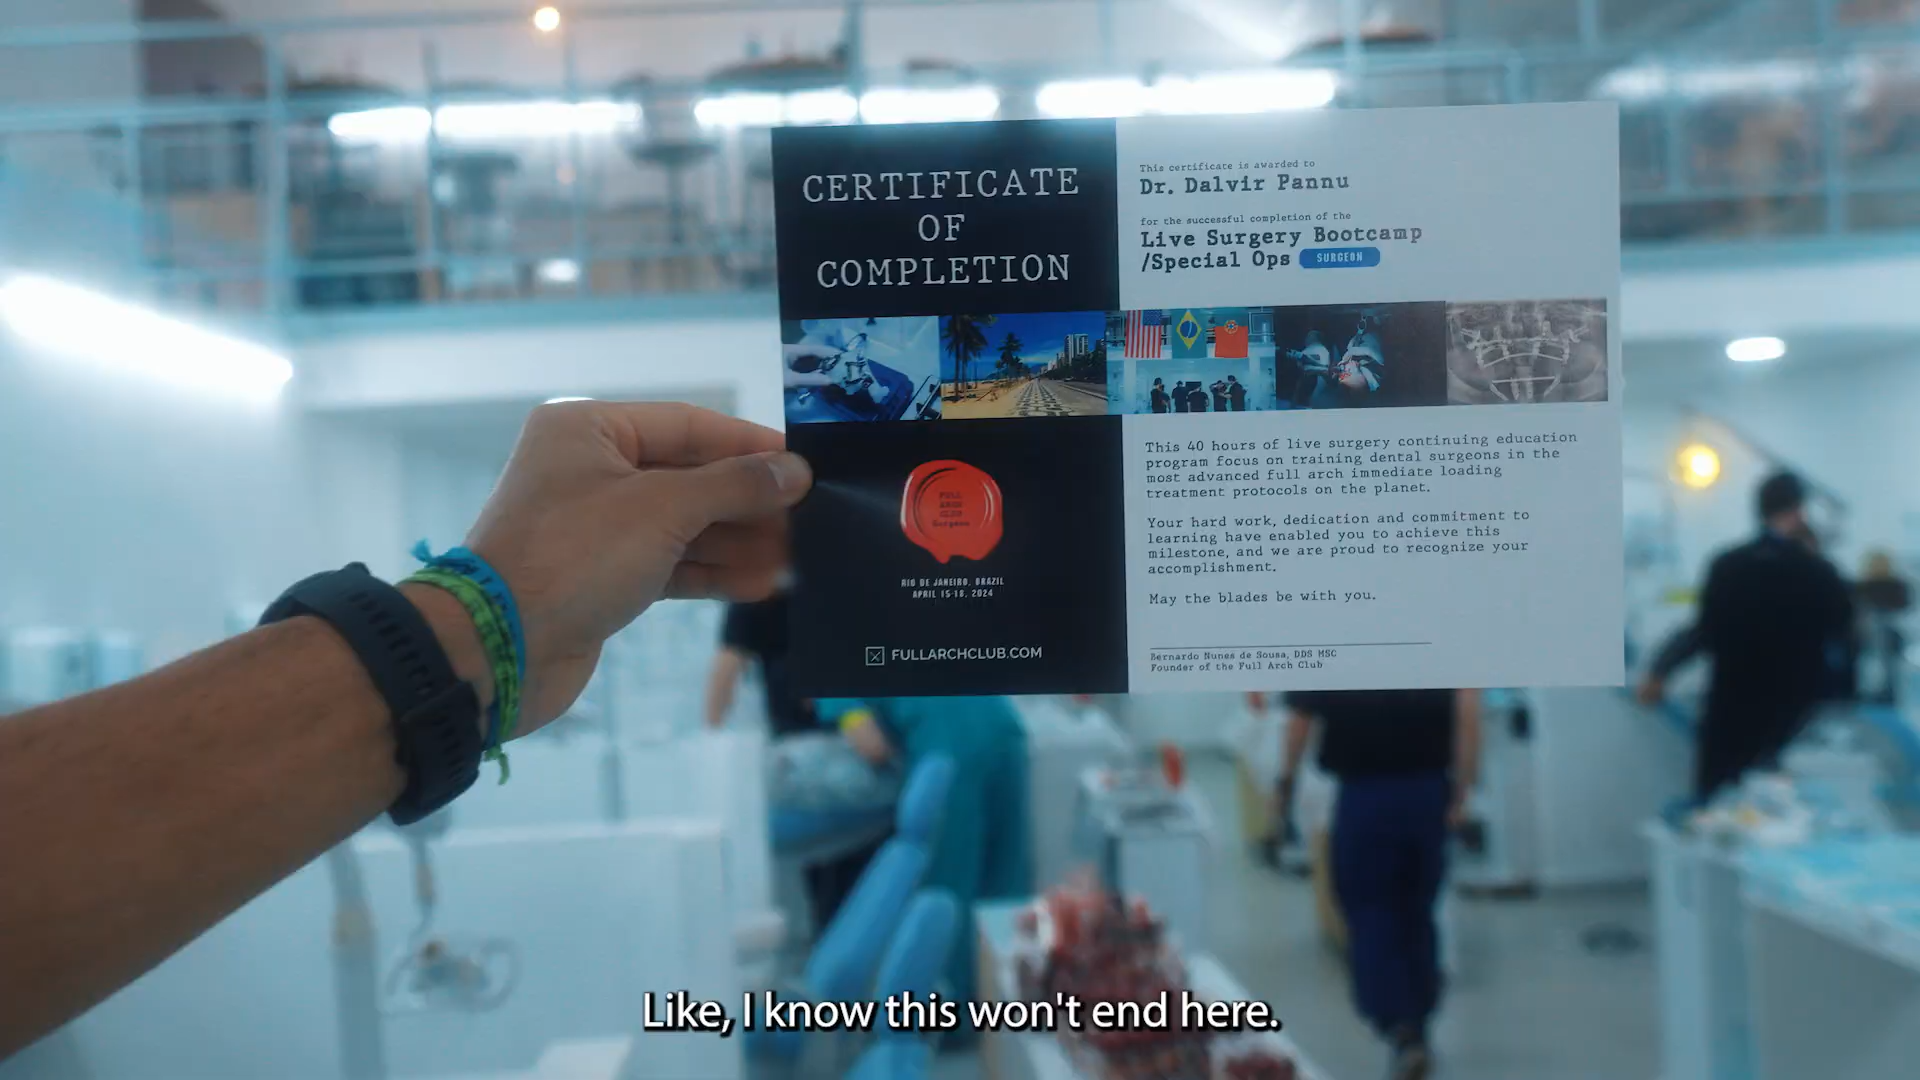 CERTIFICATE
OF
COMPLETION
FULL
ARCH
CLUB
Surgeon
RIO DE JANEIRO, BRAZIL
APRIL 15-18, 2024
FULLARCHCLUB.COM
This certificate is awarded to
Dr. Dalvir Pannu
for the successful completion of the
Live Surgery Bootcamp
/Special Ops SURGEON
This 40 hours of live surgery continuing education
program focus on training dental surgeons in the
most advanced full arch immediate loading
treatment protocols on the planet.
Your hard work, dedication and commitment to
learning have enabled you to achieve this
milestone, and we are proud to recognize your
accomplishment.
May the blades be with you.
Bernardo Nunes de Sousa, DDS MSC
Founder of the Full Arch Club
Like, I know this won't end here.